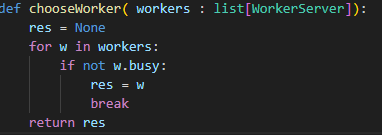 def chooseWorker( workers : list[WorkerServer]):
    res = None
    for w in workers:
        if not w.busy:
            res = w
            break
    return res